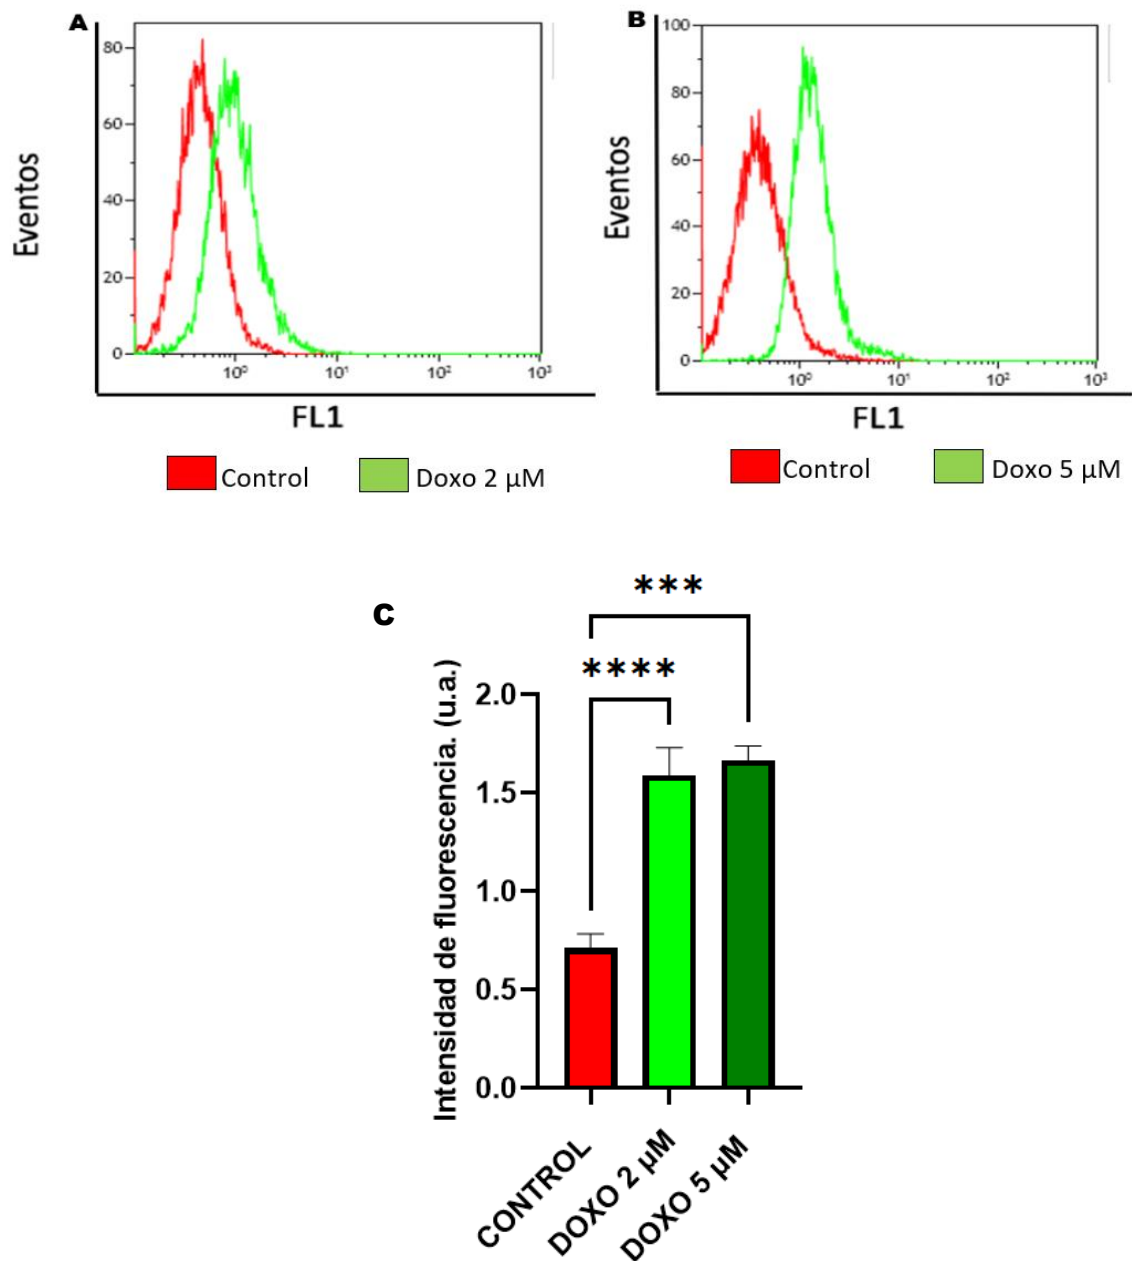 A
80
60
40
20
0
Eventos
10⁰ 10¹ 10² 10³
FL1
Control Doxo 2 µM
B
100
80
60
40
20
0
Eventos
10⁰ 10¹ 10² 10³
FL1
Control Doxo 5 µM
C
***
****
2.0
1.5
1.0
0.5
0.0
Intensidad de fluorescencia. (u.a.)
CONTROL
DOXO 2 µM
DOXO 5 µM